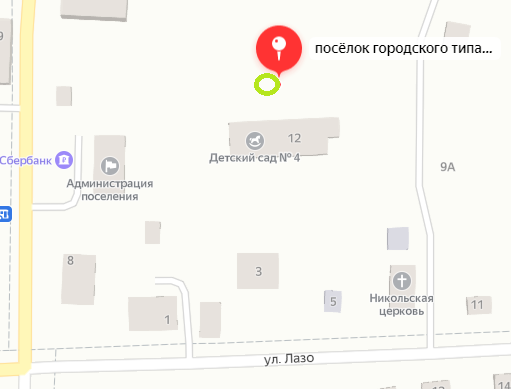 9
посёлок городского типа...
12
Детский сад № 4
Сбербанк
Администрация
поселения
9А
8
3
5
Никольская
церковь
11
1
ул. Лазо